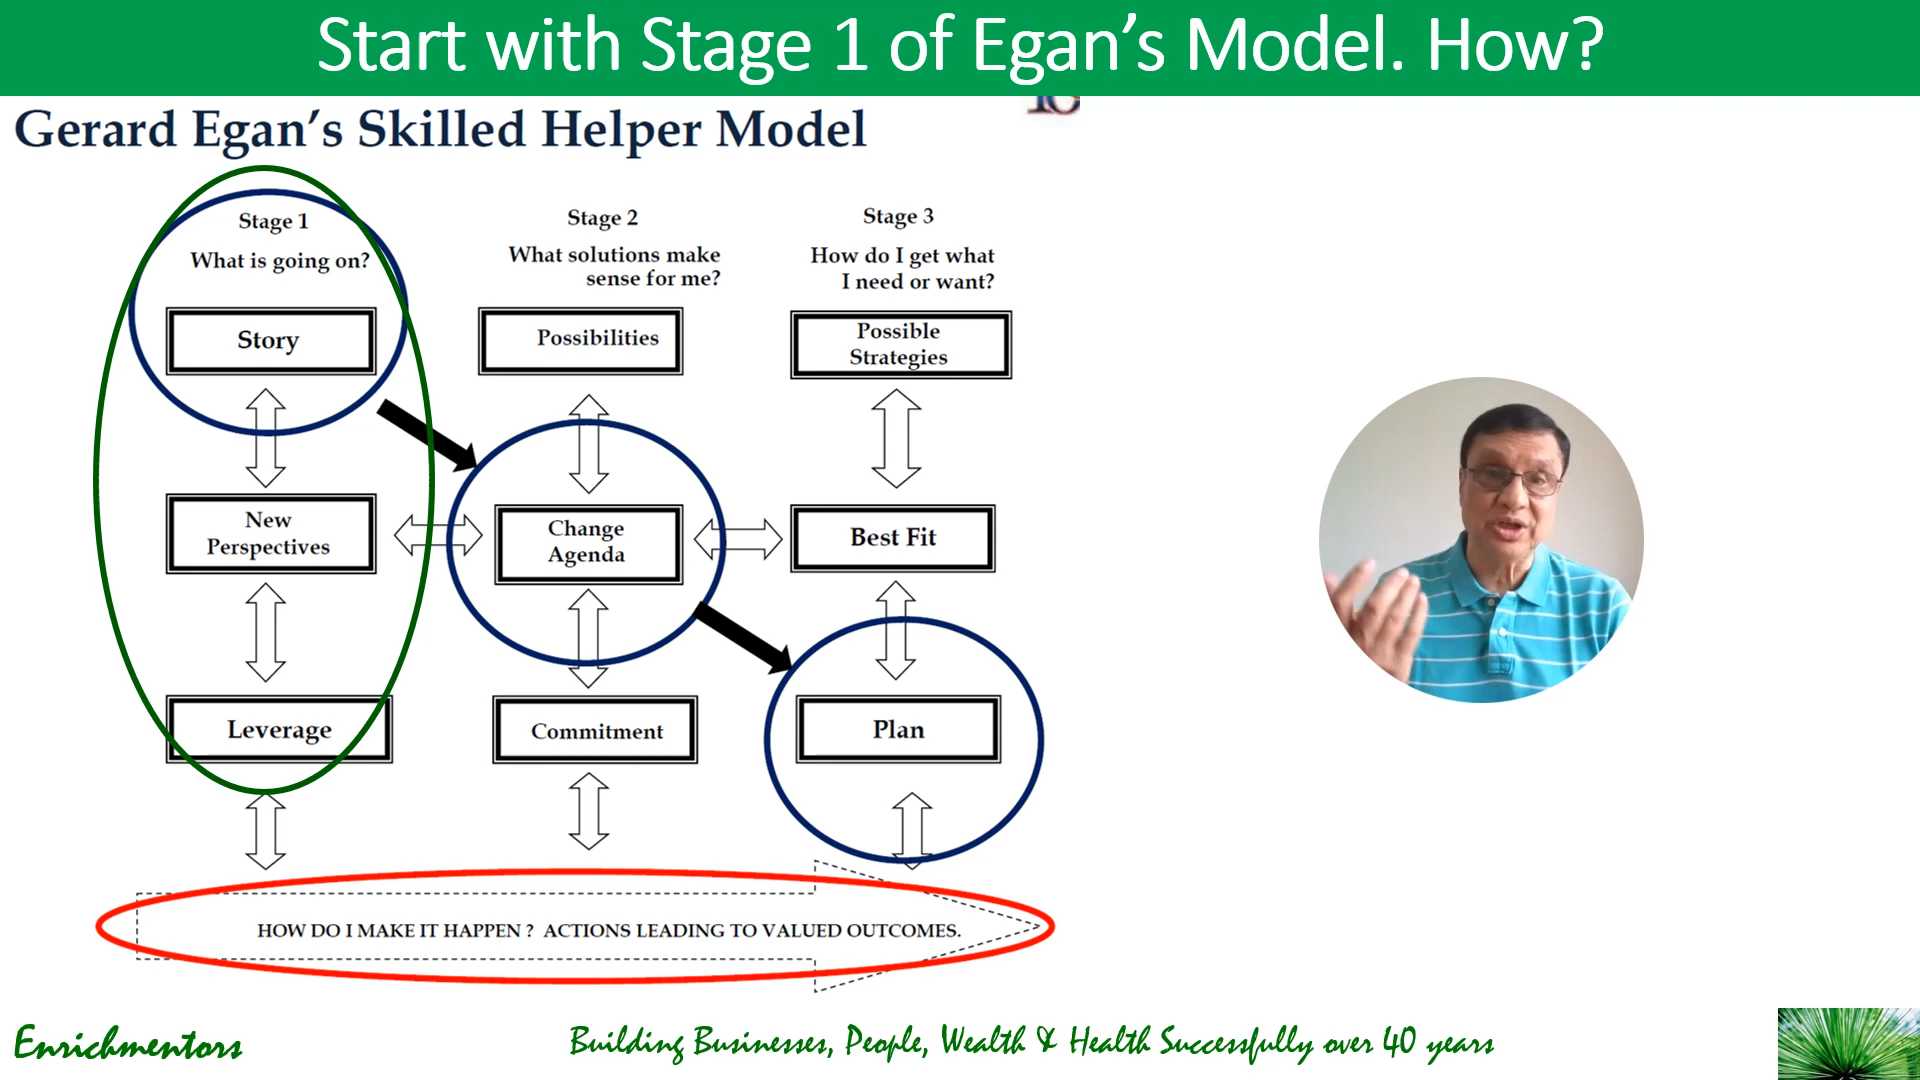 Start with Stage 1 of Egan’s Model. How?
Gerard Egan’s Skilled Helper Model
Stage 1
What is going on?
Story
New
Perspectives
Leverage
Stage 2
What solutions make
sense for me?
Possibilities
Change
Agenda
Commitment
Stage 3
How do I get what
I need or want?
Possible
Strategies
Best Fit
Plan
HOW DO I MAKE IT HAPPEN ? ACTIONS LEADING TO VALUED OUTCOMES.
Enrichmentors
Building Businesses, People, Wealth & Health Successfully over 40 years